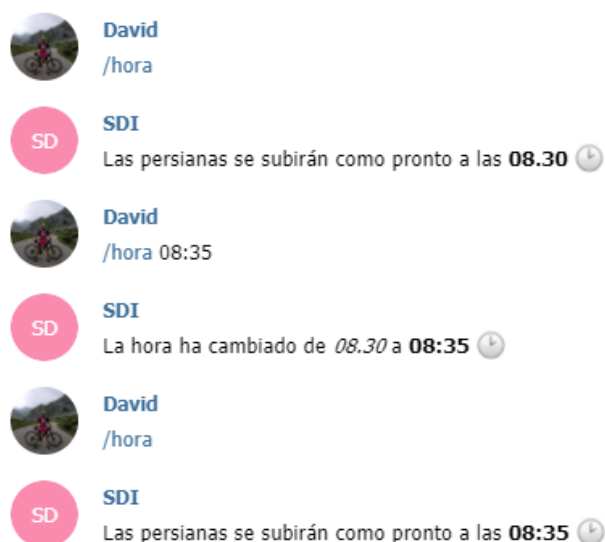 David
/hora
SD
SDI
Las persianas se subirán como pronto a las 08.30
David
/hora 08:35
SD
SDI
La hora ha cambiado de 08.30 a 08:35
David
/hora
SD
SDI
Las persianas se subirán como pronto a las 08:35